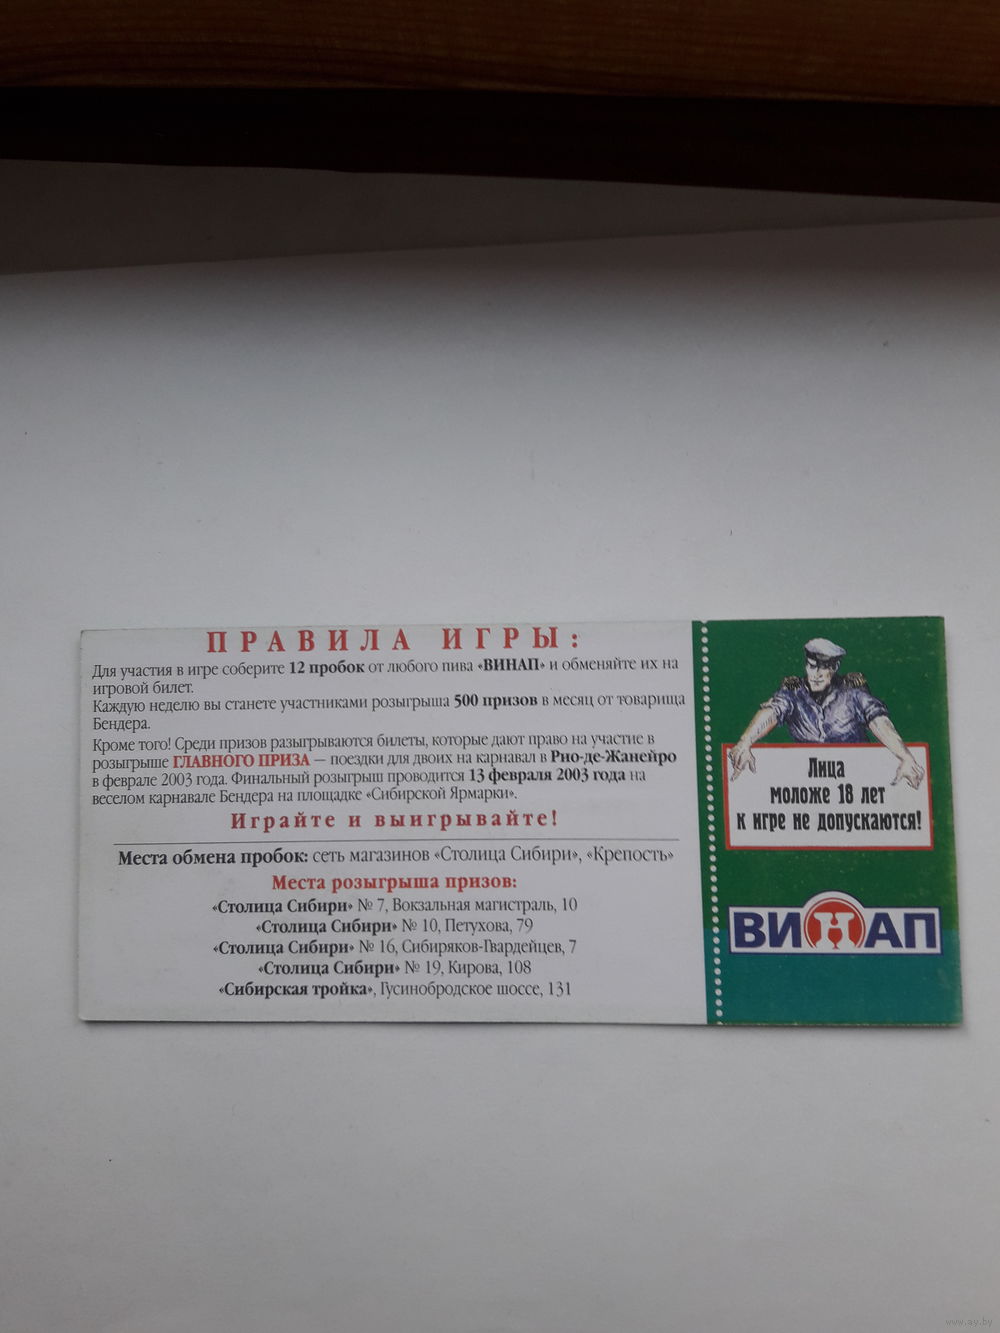 ПРАВИЛА ИГРЫ:
Для участия в игре соберите 12 пробок от любого пива «ВИНАП» и обменяйте их на
игровой билет.
Каждую неделю вы станете участниками розыгрыша 500 призов в месяц от товарища
Бендера.
Кроме того! Среди призов разыгрываются билеты, которые дают право на участие в
розыгрыше ГЛАВНОГО ПРИЗА — поездки для двоих на карнавал в Рио-де-Жанейро
в феврале 2003 года. Финальный розыгрыш проводится 13 февраля 2003 года на
веселом карнавале Бендера на площадке «Сибирской Ярмарки».
Играйте и выигрывайте!
Места обмена пробок: сеть магазинов «Столица Сибири», «Крепость»
Места розыгрыша призов:
«Столица Сибири» № 7, Вокзальная магистраль, 10
«Столица Сибири» № 10, Петухова, 79
«Столица Сибири» № 16, Сибиряков-Гвардейцев, 7
«Столица Сибири» № 19, Кирова, 108
«Сибирская тройка», Гусинобродское шоссе, 131
Лица
моложе 18 лет
к игре не допускаются!
ВИНАП
www.ay.by